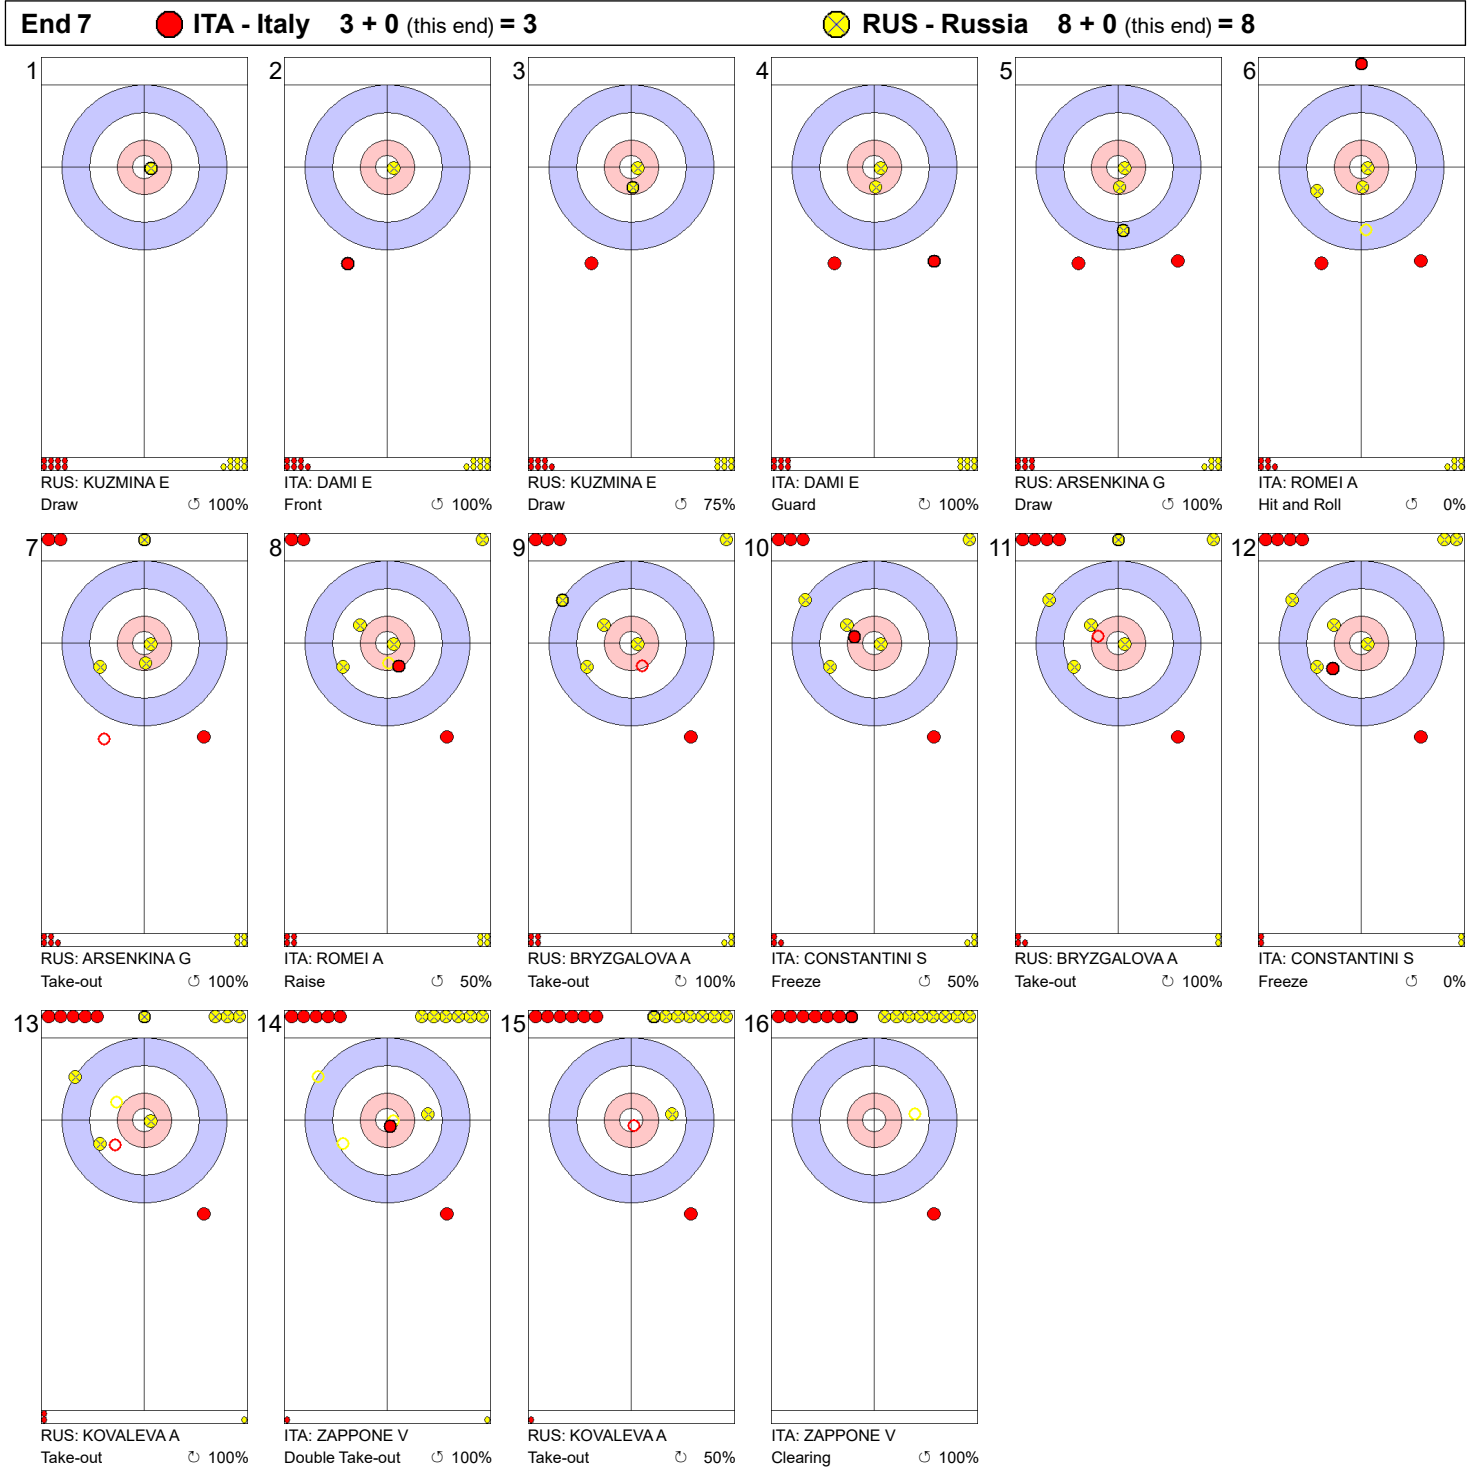 End 7 ITA - Italy 3 + 0 (this end) = 3 RUS - Russia 8 + 0 (this end) = 8
1 2 3 4 5 6
RUS: KUZMINA E ITA: DAMI E RUS: KUZMINA E ITA: DAMI E RUS: ARSENKINA G ITA: ROMEI A
Draw ↺ 100% Front ↺ 100% Draw ↺ 75% Guard ↻ 100% Draw ↺ 100% Hit and Roll ↺ 0%
7 8 9 10 11 12
RUS: ARSENKINA G ITA: ROMEI A RUS: BRYZGALOVA A ITA: CONSTANTINI S RUS: BRYZGALOVA A ITA: CONSTANTINI S
Take-out ↺ 100% Raise ↺ 50% Take-out ↻ 100% Freeze ↺ 50% Take-out ↻ 100% Freeze ↺ 0%
13 14 15 16
RUS: KOVALEVA A ITA: ZAPPONE V RUS: KOVALEVA A ITA: ZAPPONE V
Take-out ↻ 100% Double Take-out ↺ 100% Take-out ↻ 50% Clearing ↻ 100%